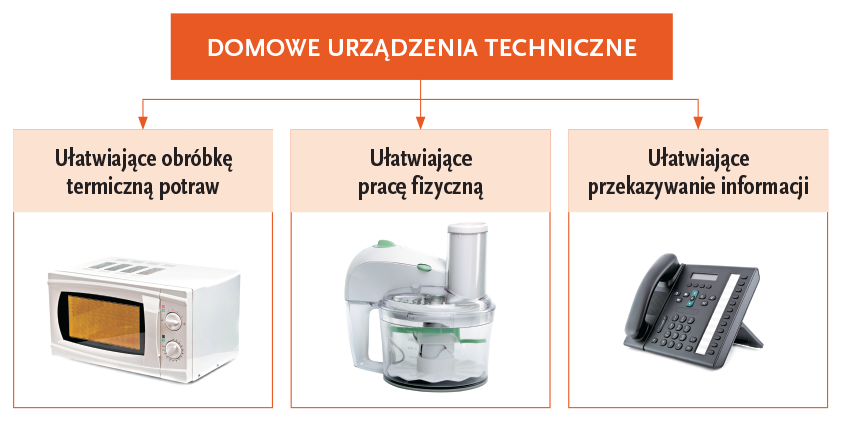 DOMOWE URZĄDZENIA TECHNICZNE
Ułatwiające obróbkę
termiczną potraw
Ułatwiające
pracę fizyczną
Ułatwiające
przekazywanie informacji